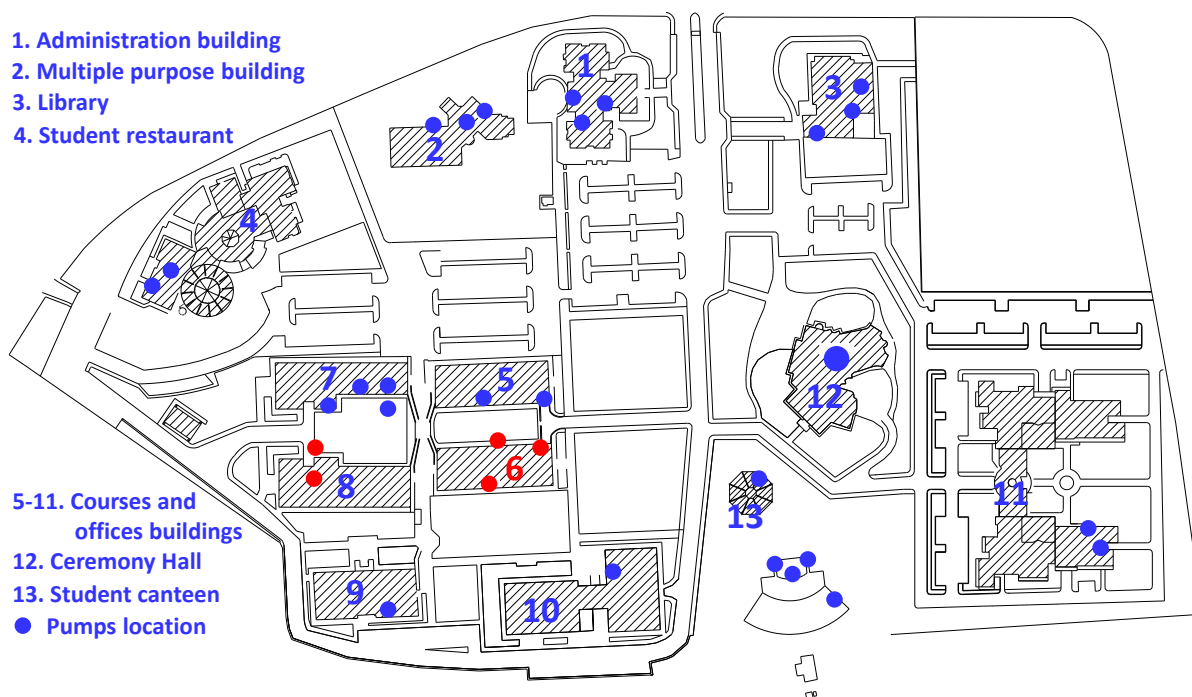 1. Administration building
2. Multiple purpose building
3. Library
4. Student restaurant
1
2
3
4
7
5
12
8
6
11
13
9
10
5-11. Courses and
offices buildings
12. Ceremony Hall
13. Student canteen
Pumps location